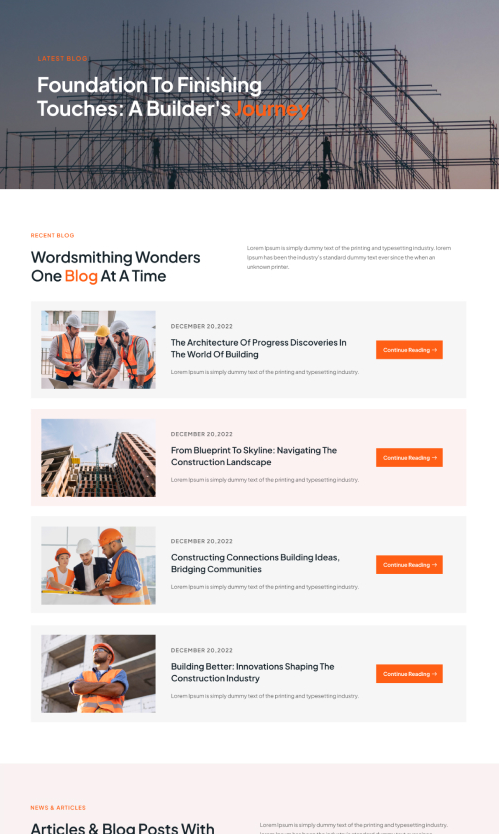 LATEST BLOG
Foundation To Finishing
Touches: A Builder's Journey
RECENT BLOG
Wordsmithing Wonders
One Blog At A Time
Lorem Ipsum is simply dummy text of the printing and typesetting industry. lorem
Ipsum has been the industry's standard dummy text ever since the when an
unknown printer.
DECEMBER 20,2022
The Architecture Of Progress Discoveries In
The World Of Building
Lorem Ipsum is simply dummy text of the printing and typesetting industry.
Continue Reading →
DECEMBER 20,2022
From Blueprint To Skyline: Navigating The
Construction Landscape
Lorem Ipsum is simply dummy text of the printing and typesetting industry.
Continue Reading →
DECEMBER 20,2022
Constructing Connections Building Ideas,
Bridging Communities
Lorem Ipsum is simply dummy text of the printing and typesetting industry.
Continue Reading →
DECEMBER 20,2022
Building Better: Innovations Shaping The
Construction Industry
Lorem Ipsum is simply dummy text of the printing and typesetting industry.
Continue Reading →
NEWS & ARTICLES
Articles & Blog Posts With
Lorem Ipsum is simply dummy text of the printing and typesetting industry.